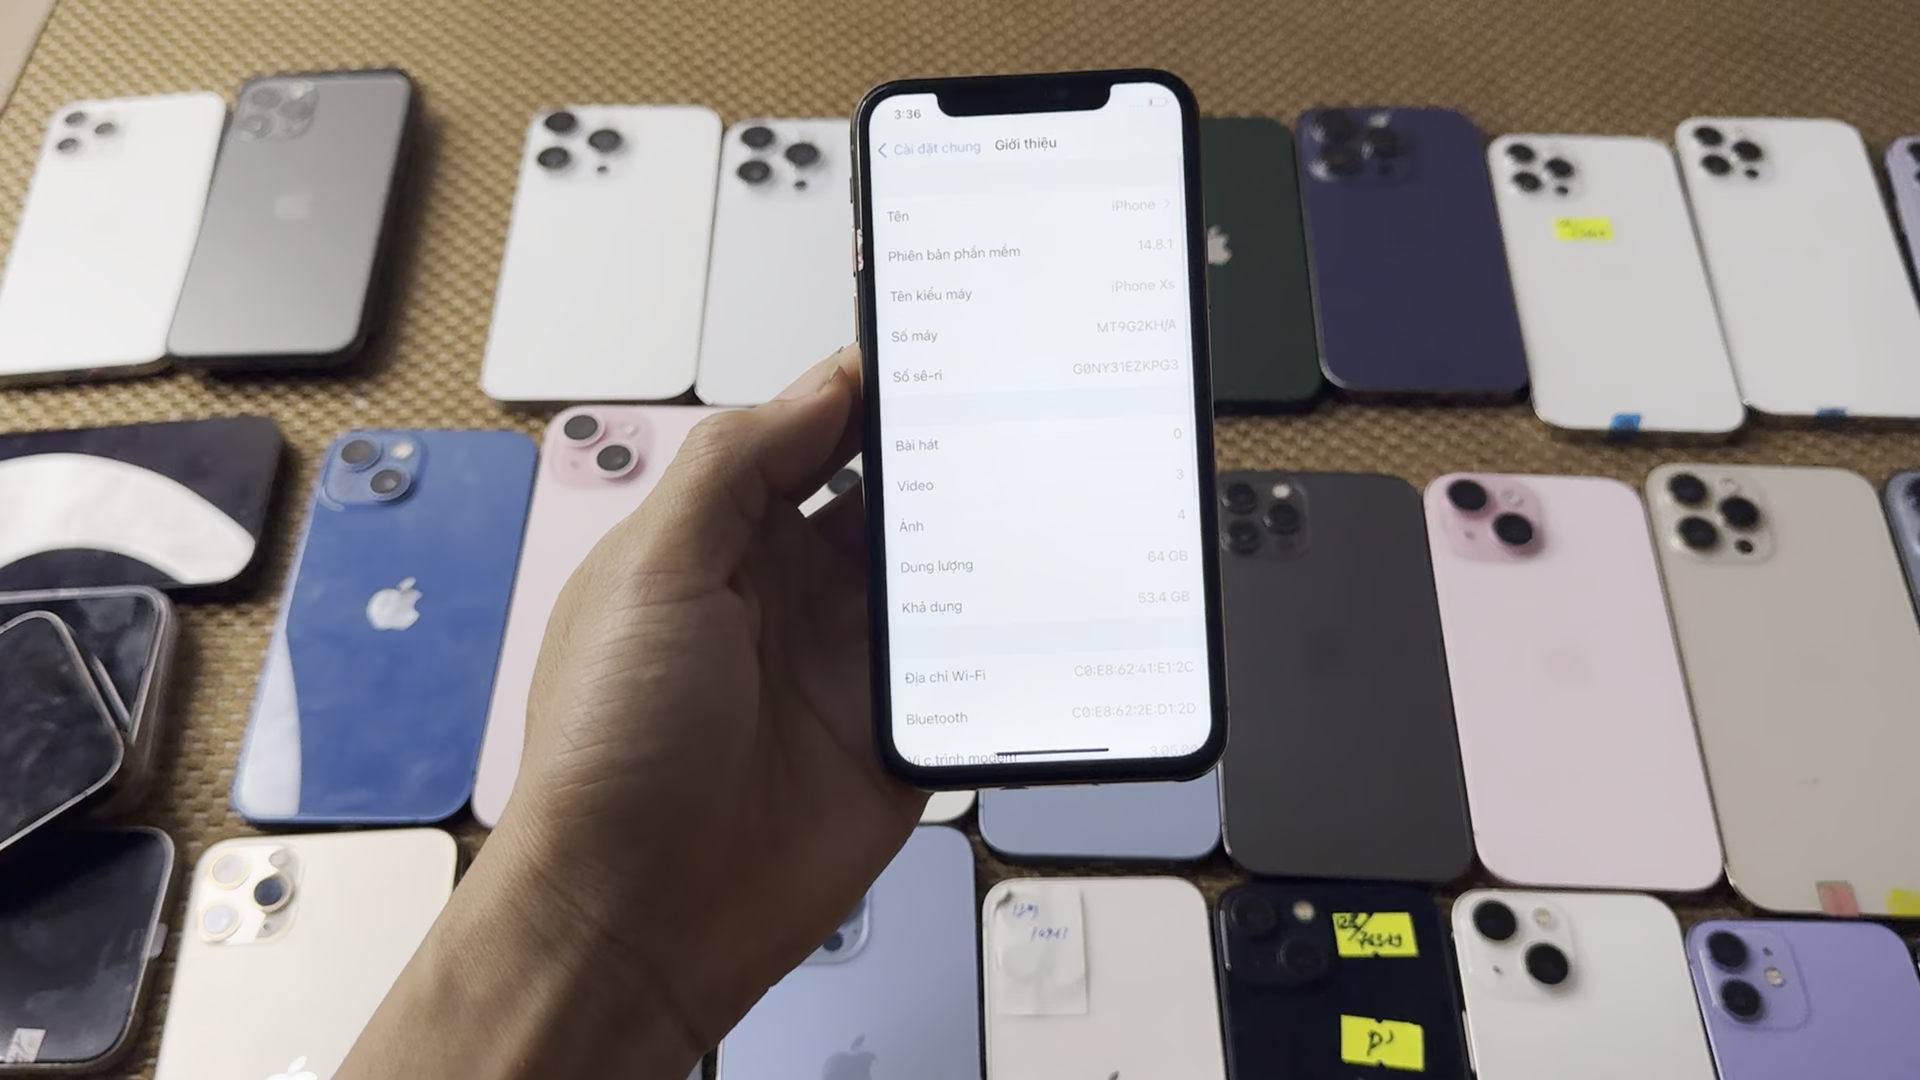 3:36
Cài đặt chung Giới thiệu
Tên iPhone
Phiên bản phần mềm 14.8.1
Tên kiểu máy iPhone Xs
Số máy MT9G2KH/A
Số sê-ri G0NY31EZKPG3
Bài hát 0
Video 3
Ảnh 4
Dung lượng 64 GB
Khả dụng 53.4 GB
Địa chỉ Wi-Fi C0:E8:62:41:E1:2C
Bluetooth C0:E8:62:2E:D1:2D
trình modem